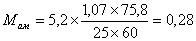 Mам = 5,2 × 1,07 × 75,8 / 25 × 60 = 0,28